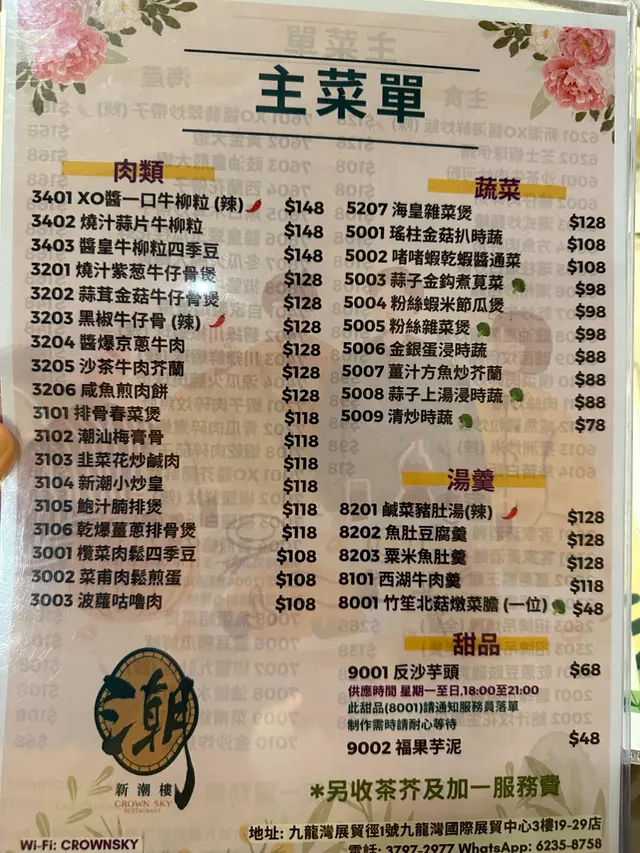 主菜單
肉類
3401 XO醬一口牛柳粒 (辣) $148
3402 燒汁蒜片牛柳粒 $148
3403 醬皇牛柳粒四季豆 $148
3201 燒汁紫葱牛仔骨煲 $128
3202 蒜茸金菇牛仔骨煲 $128
3203 黑椒牛仔骨 (辣) $128
3204 醬爆京蔥牛肉 $128
3205 沙茶牛肉芥蘭 $128
3206 咸魚煎肉餅 $128
3101 排骨春菜煲 $118
3102 潮汕梅膏骨 $118
3103 韭菜花炒鹹肉 $118
3104 新潮小炒皇 $118
3105 鮑汁腩排煲 $118
3106 乾爆薑蔥排骨煲 $118
3001 欖菜肉鬆四季豆 $108
3002 菜甫肉鬆煎蛋 $108
3003 波蘿咕嚕肉 $108
蔬菜
5207 海皇雜菜煲 $128
5001 瑤柱金菇扒時蔬 $108
5002 啫啫蝦乾蝦醬通菜 $108
5003 蒜子金鈎煮莧菜 $98
5004 粉絲蝦米節瓜煲 $98
5005 粉絲雜菜煲 $98
5006 金銀蛋浸時蔬 $88
5007 薑汁方魚炒芥蘭 $88
5008 蒜子上湯浸時蔬 $88
5009 清炒時蔬 $78
湯羹
8201 鹹菜豬肚湯(辣) $128
8202 魚肚豆腐羹 $128
8203 粟米魚肚羹 $128
8101 西湖牛肉羹 $118
8001 竹笙北菇燉菜膽 (一位) $48
甜品
9001 反沙芋頭 $68
供應時間 星期一至日,18:00至21:00
此甜品(8001)請通知服務員落單
制作需時請耐心等待
9002 福果芋泥 $48
潮
新潮樓
CROWN SKY
RESTAURANT
*另收茶芥及加一服務費
地址: 九龍灣展貿徑1號九龍灣國際展貿中心3樓19-29店
Wi-Fi: CROWNSKY
電話: 3797-2977 WhatsApp: 6235-8758